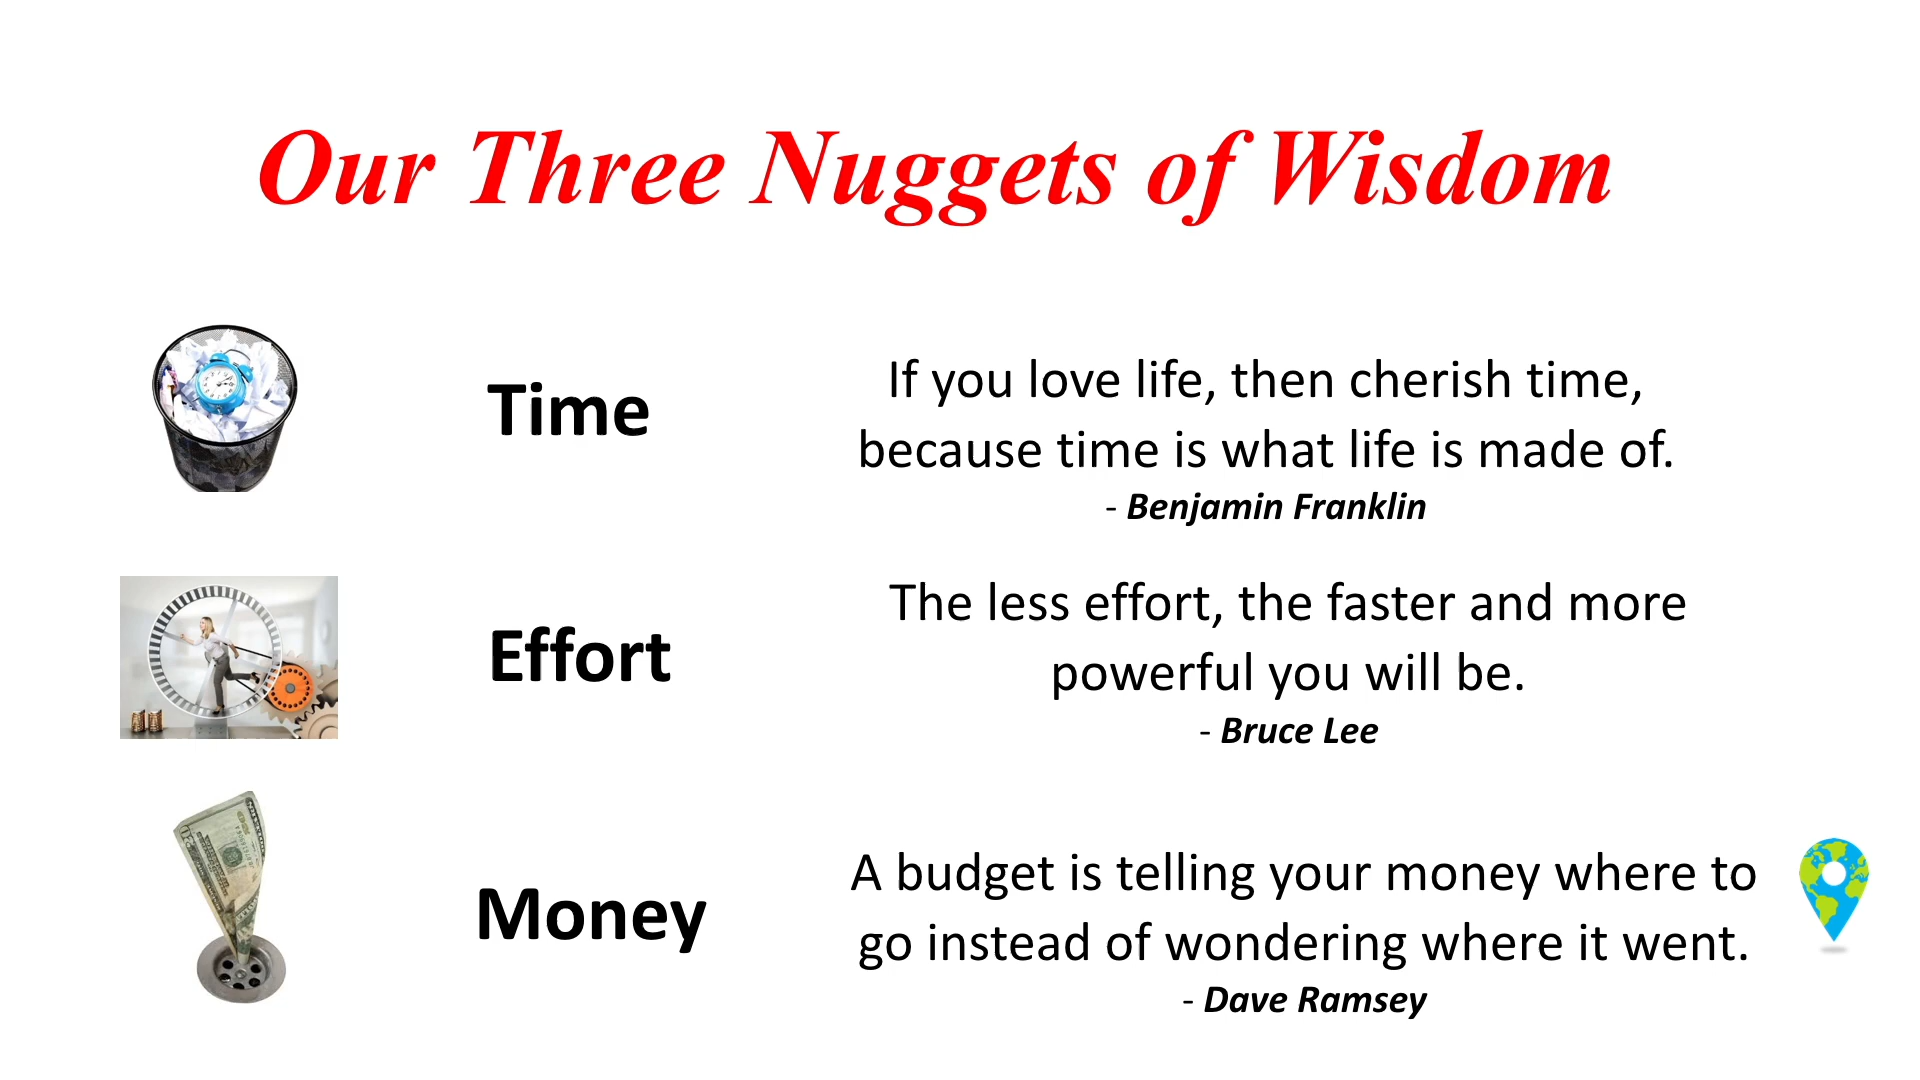 Our Three Nuggets of Wisdom
Time
If you love life, then cherish time,
because time is what life is made of.
- Benjamin Franklin
Effort
The less effort, the faster and more
powerful you will be.
- Bruce Lee
Money
A budget is telling your money where to
go instead of wondering where it went.
- Dave Ramsey